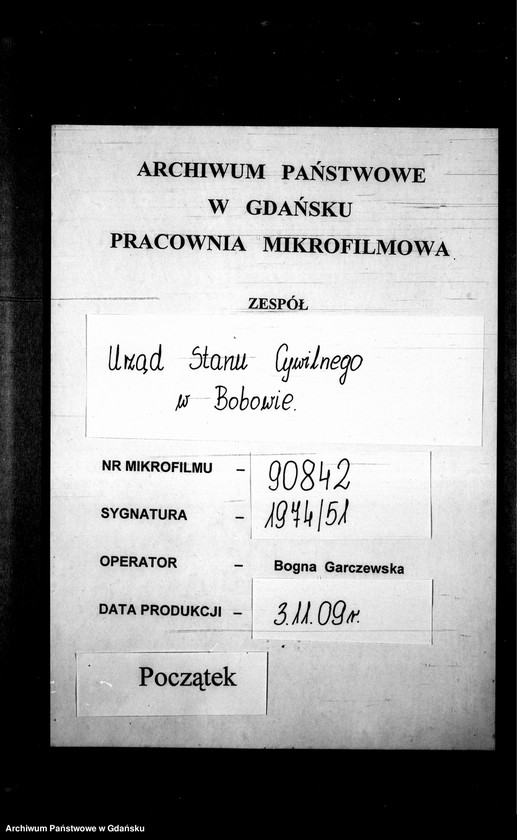 ARCHIWUM PAŃSTWOWE
W GDAŃSKU
PRACOWNIA MIKROFILMOWA
ZESPÓŁ
Urząd Stanu Cywilnego
w Bobowie.
NR MIKROFILMU – 90842
SYGNATURA – 1974/51
OPERATOR – Bogna Garczewska
DATA PRODUKCJI – 3.11.09r.
Początek
Archiwum Państwowe w Gdańsku